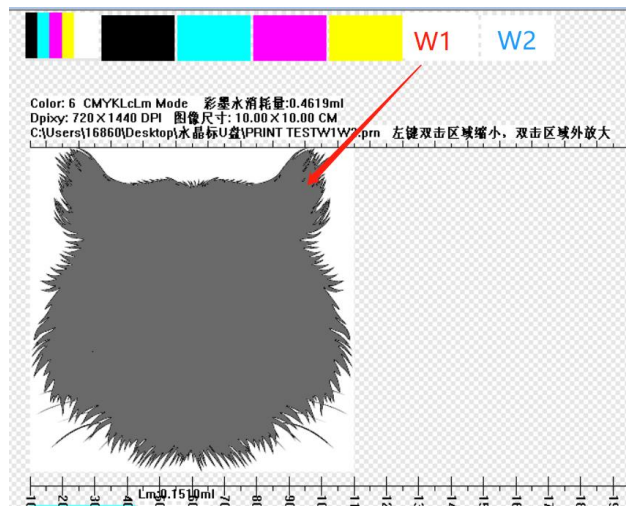 W1 W2
Color: 6 CMYKLcLm Mode 彩墨水消耗量:0.4619ml
Dpixy: 720×1440 DPI 图像尺寸: 10.00×10.00 CM
C:\Users\16860\Desktop\水晶标U盘\PRINT TESTW1W2.prn 左键双击区域缩小，双击区域外放大
Lm:0.1510ml